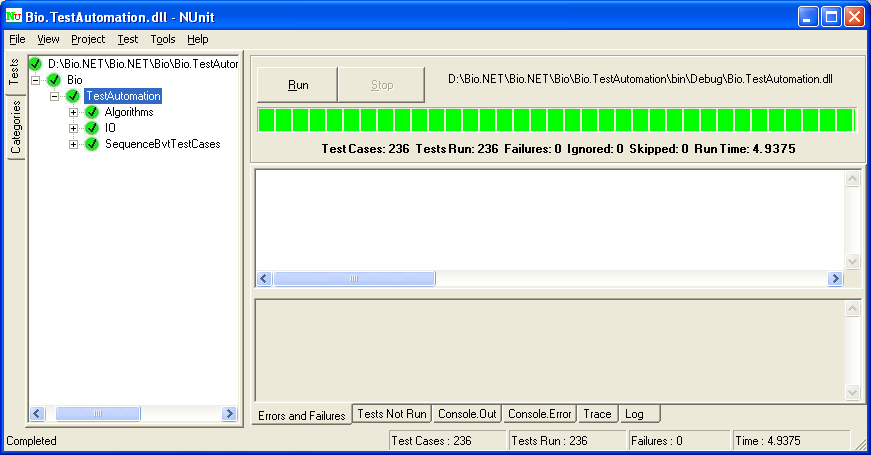 NU Bio.TestAutomation.dll - NUnit
File View Project Test Tools Help
Tests
Categories
D:\Bio.NET\Bio.NET\Bio\Bio.TestAutor
Bio
TestAutomation
Algorithms
IO
SequenceBvtTestCases
Run Stop D:\Bio.NET\Bio.NET\Bio\Bio.TestAutomation\bin\Debug\Bio.TestAutomation.dll
Test Cases: 236 Tests Run: 236 Failures: 0 Ignored: 0 Skipped: 0 Run Time: 4.9375
Errors and Failures Tests Not Run Console.Out Console.Error Trace Log
Completed Test Cases : 236 Tests Run : 236 Failures : 0 Time : 4.9375